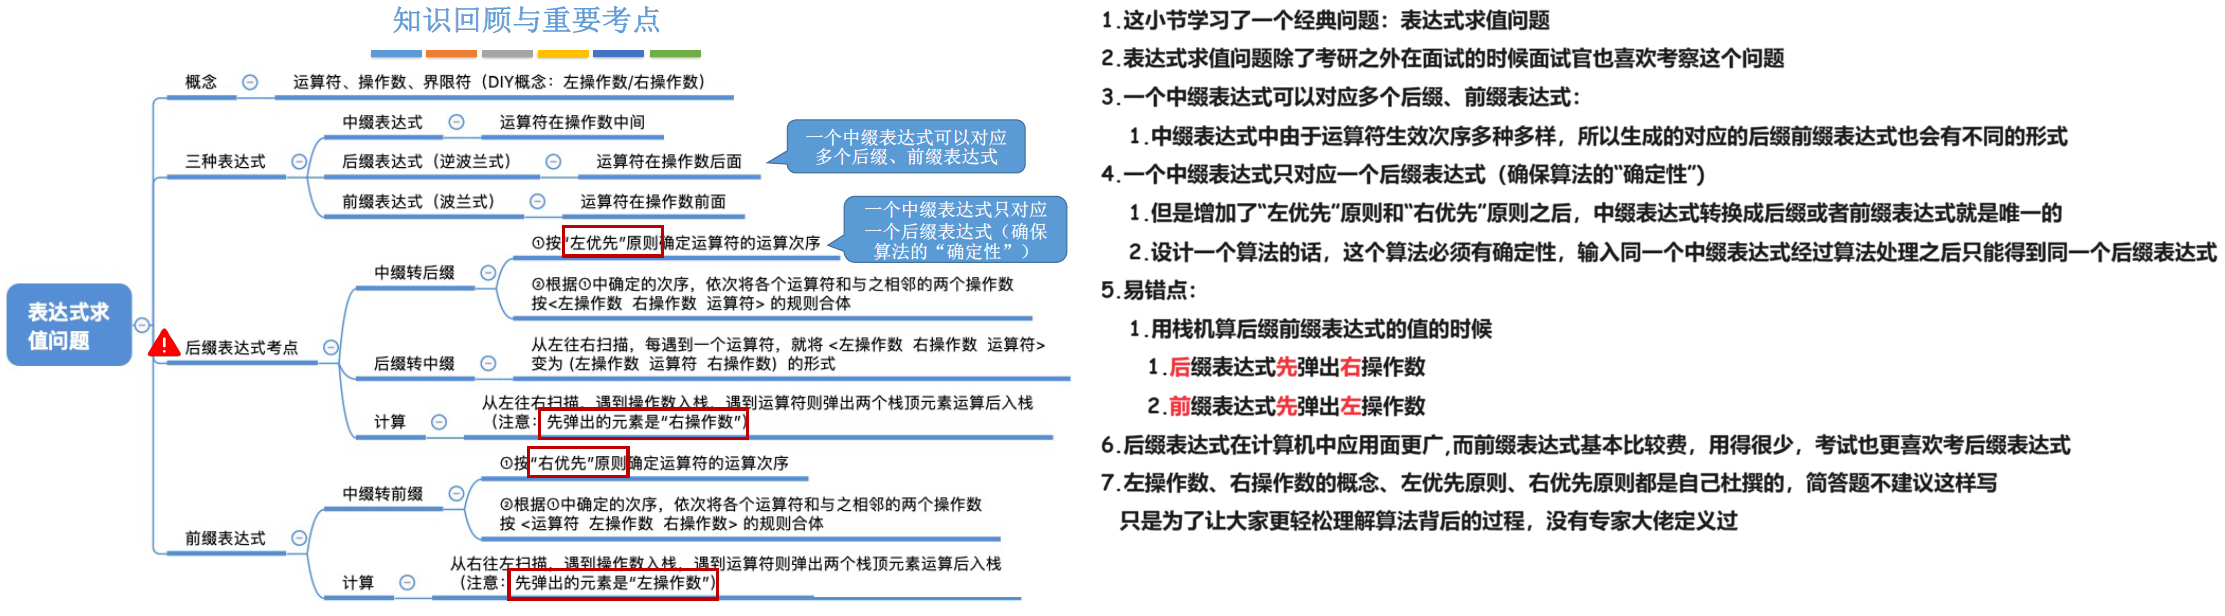 知识回顾与重要考点
概念
运算符、操作数、界限符（DIY概念：左操作数/右操作数）
三种表达式
中缀表达式
运算符在操作数中间
后缀表达式（逆波兰式）
运算符在操作数后面
前缀表达式（波兰式）
运算符在操作数前面
一个中缀表达式可以对应
多个后缀、前缀表达式
表达式求
值问题
后缀表达式考点
中缀转后缀
①按“左优先”原则确定运算符的运算次序
一个中缀表达式只对应
一个后缀表达式（确保
算法的“确定性”）
②根据①中确定的次序，依次将各个运算符和与之相邻的两个操作数
按<左操作数 右操作数 运算符> 的规则合体
后缀转中缀
从左往右扫描，每遇到一个运算符，就将 <左操作数 右操作数 运算符>
变为 (左操作数 运算符 右操作数) 的形式
计算
从左往右扫描，遇到操作数入栈，遇到运算符则弹出两个栈顶元素运算后入栈
（注意：先弹出的元素是“右操作数”）
前缀表达式
中缀转前缀
①按“右优先”原则确定运算符的运算次序
②根据①中确定的次序，依次将各个运算符和与之相邻的两个操作数
按 <运算符 左操作数 右操作数> 的规则合体
计算
从右往左扫描，遇到操作数入栈，遇到运算符则弹出两个栈顶元素运算后入栈
（注意：先弹出的元素是“左操作数”）
1.这小节学习了一个经典问题：表达式求值问题
2.表达式求值问题除了考研之外在面试的时候面试官也喜欢考察这个问题
3.一个中缀表达式可以对应多个后缀、前缀表达式：
1.中缀表达式中由于运算符生效次序多种多样，所以生成的对应的后缀前缀表达式也会有不同的形式
4.一个中缀表达式只对应一个后缀表达式（确保算法的“确定性”)
1.但是增加了“左优先”原则和“右优先”原则之后，中缀表达式转换成后缀或者前缀表达式就是唯一的
2.设计一个算法的话，这个算法必须有确定性，输入同一个中缀表达式经过算法处理之后只能得到同一个后缀表达式
5.易错点：
1.用栈机算后缀前缀表达式的值的时候
1.后缀表达式先弹出右操作数
2.前缀表达式先弹出左操作数
6.后缀表达式在计算机中应用面更广,而前缀表达式基本比较费，用得很少，考试也更喜欢考后缀表达式
7.左操作数、右操作数的概念、左优先原则、右优先原则都是自己杜撰的，简答题不建议这样写
只是为了让大家更轻松理解算法背后的过程，没有专家大佬定义过